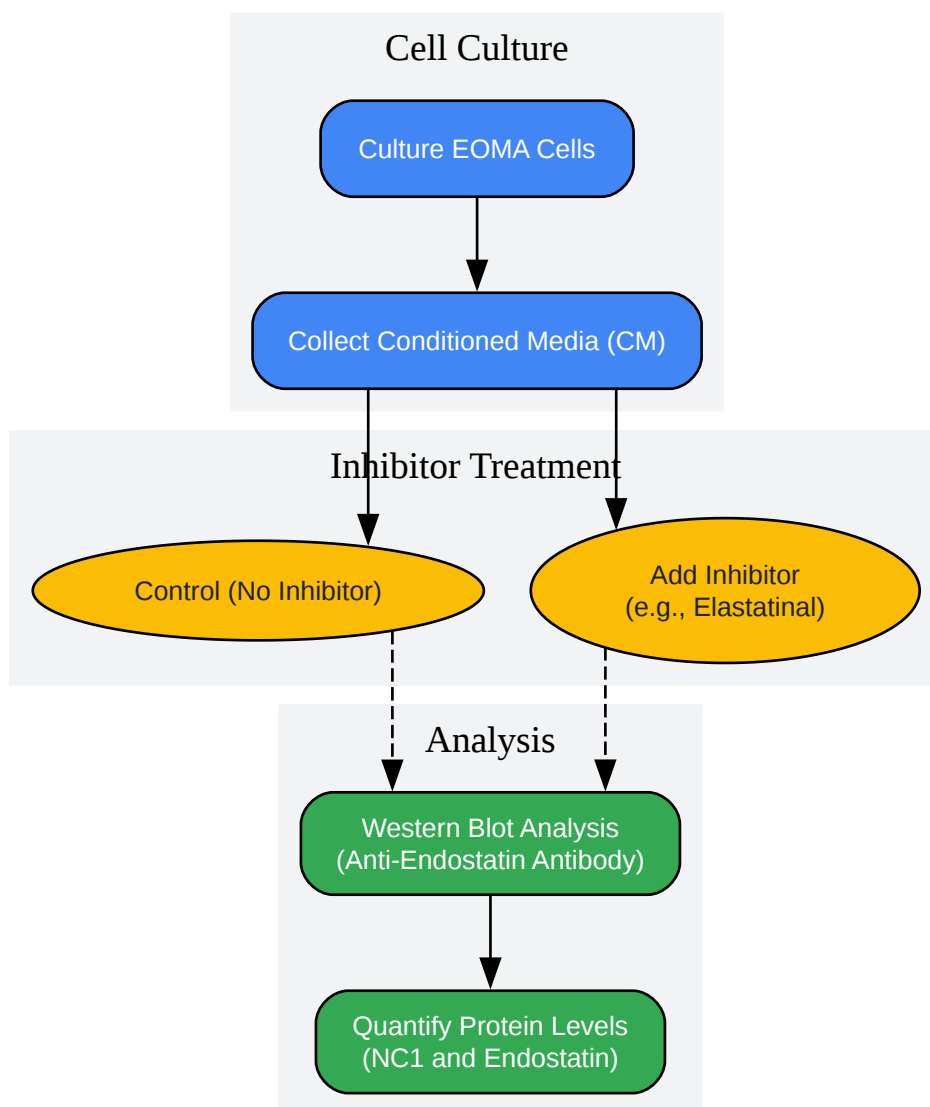 Cell Culture
Culture EOMA Cells
Collect Conditioned Media (CM)
Inhibitor Treatment
Control (No Inhibitor)
Add Inhibitor
(e.g., Elastatinal)
Analysis
Western Blot Analysis
(Anti-Endostatin Antibody)
Quantify Protein Levels
(NC1 and Endostatin)